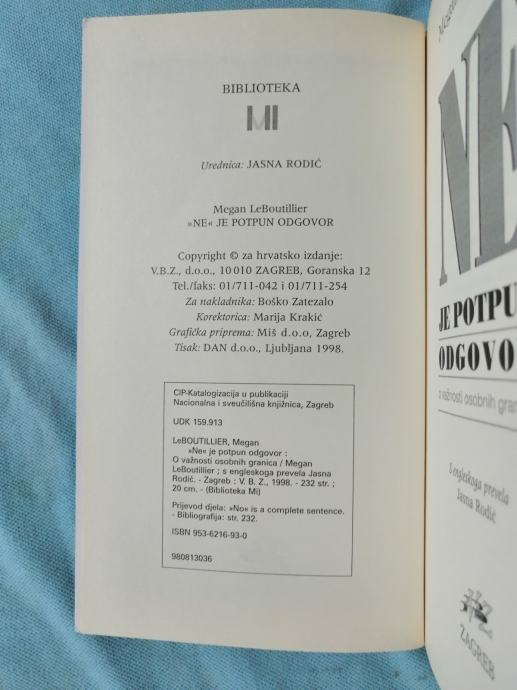 BIBLIOTEKA
MI
Urednica: JASNA RODIĆ
Megan LeBoutillier
»NE« JE POTPUN ODGOVOR
Copyright © za hrvatsko izdanje:
V.B.Z., d.o.o., 10 010 ZAGREB, Goranska 12
Tel./faks: 01/711-042 i 01/711-254
Za nakladnika: Boško Zatezalo
Korektorica: Marija Krakić
Grafička priprema: Miš d.o.o, Zagreb
Tisak: DAN d.o.o., Ljubljana 1998.
CIP-Katalogizacija u publikaciji
Nacionalna i sveučilišna knjižnica, Zagreb
UDK 159.913
LeBOUTILLIER, Megan
»Ne« je potpun odgovor :
O važnosti osobnih granica / Megan
LeBoutillier ; s engleskoga prevela Jasna
Rodić. - Zagreb : V. B. Z., 1998. - 232 str. ;
20 cm. - (Biblioteka Mi)
Prijevod djela: »No« is a complete sentence.
- Bibliografija: str. 232.
ISBN 953-6216-93-0
980813036
NE
JE POTPU
ODGOVO
o važnosti osobnih grani
S engleskoga prevela
Jasna Rodić
ZAGREB